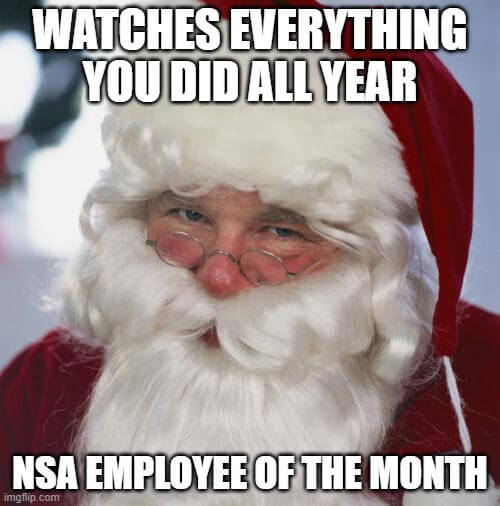 WATCHES EVERYTHING
YOU DID ALL YEAR
NSA EMPLOYEE OF THE MONTH
imgflip.com